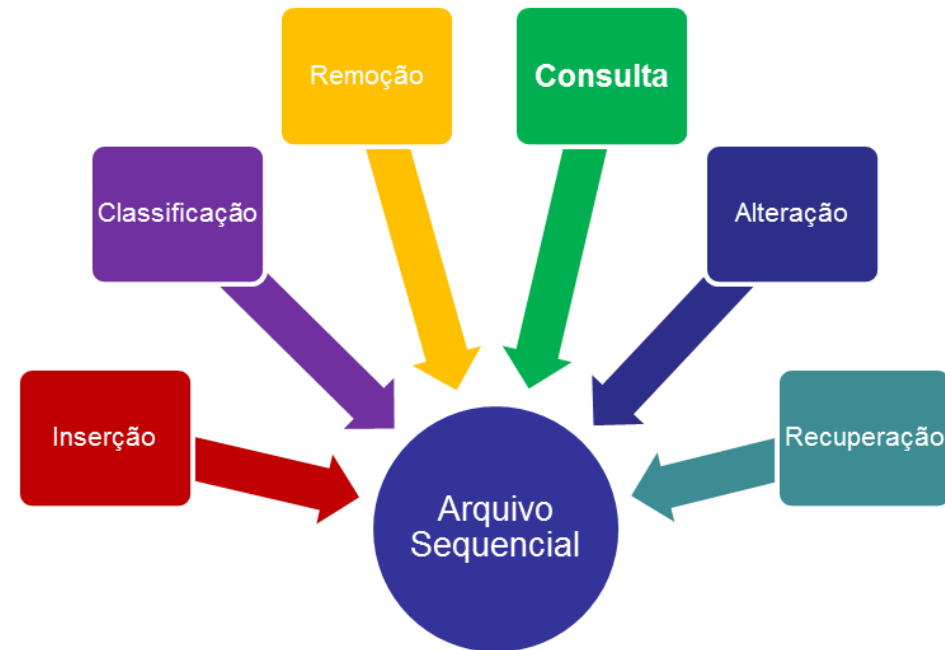 Remoção
Consulta
Classificação
Alteração
Inserção
Recuperação
Arquivo
Sequencial